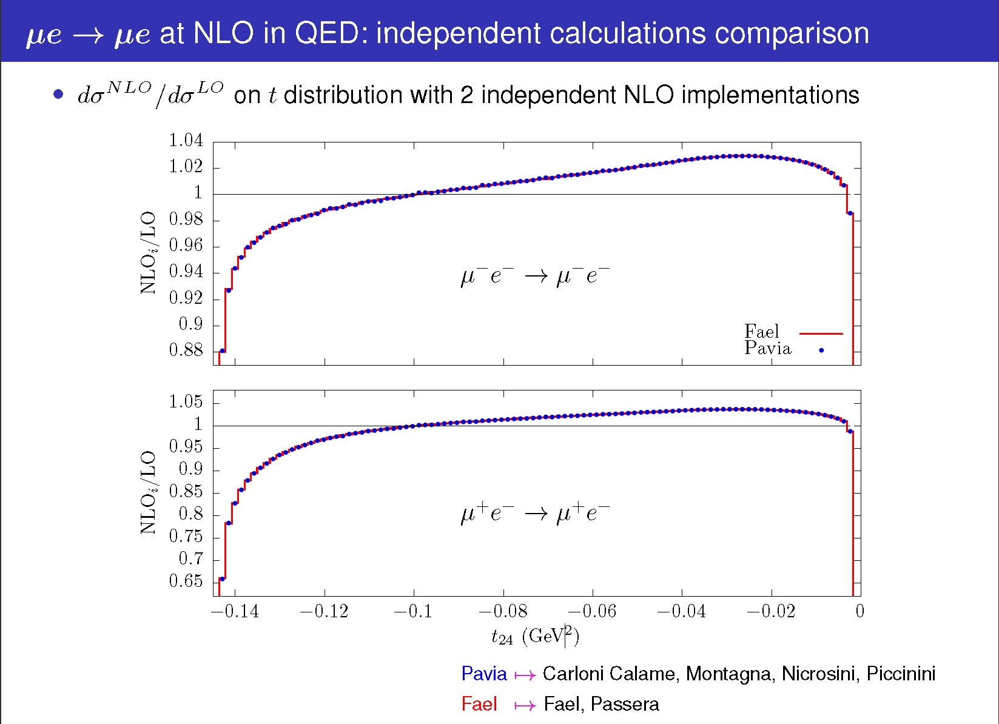 μe → μe at NLO in QED: independent calculations comparison
• dσ^{NLO}/dσ^{LO} on t distribution with 2 independent NLO implementations
1.04
1.02
1
0.98
0.96
0.94
0.92
0.9
0.88
NLO_i/LO
μ⁻e⁻ → μ⁻e⁻
Fael
Pavia
1.05
1
0.95
0.9
0.85
0.8
0.75
0.7
0.65
NLO_i/LO
μ⁺e⁻ → μ⁺e⁻
−0.14 −0.12 −0.1 −0.08 −0.06 −0.04 −0.02 0
t₂₄ (GeV²)
Pavia ↦ Carloni Calame, Montagna, Nicrosini, Piccinini
Fael ↦ Fael, Passera